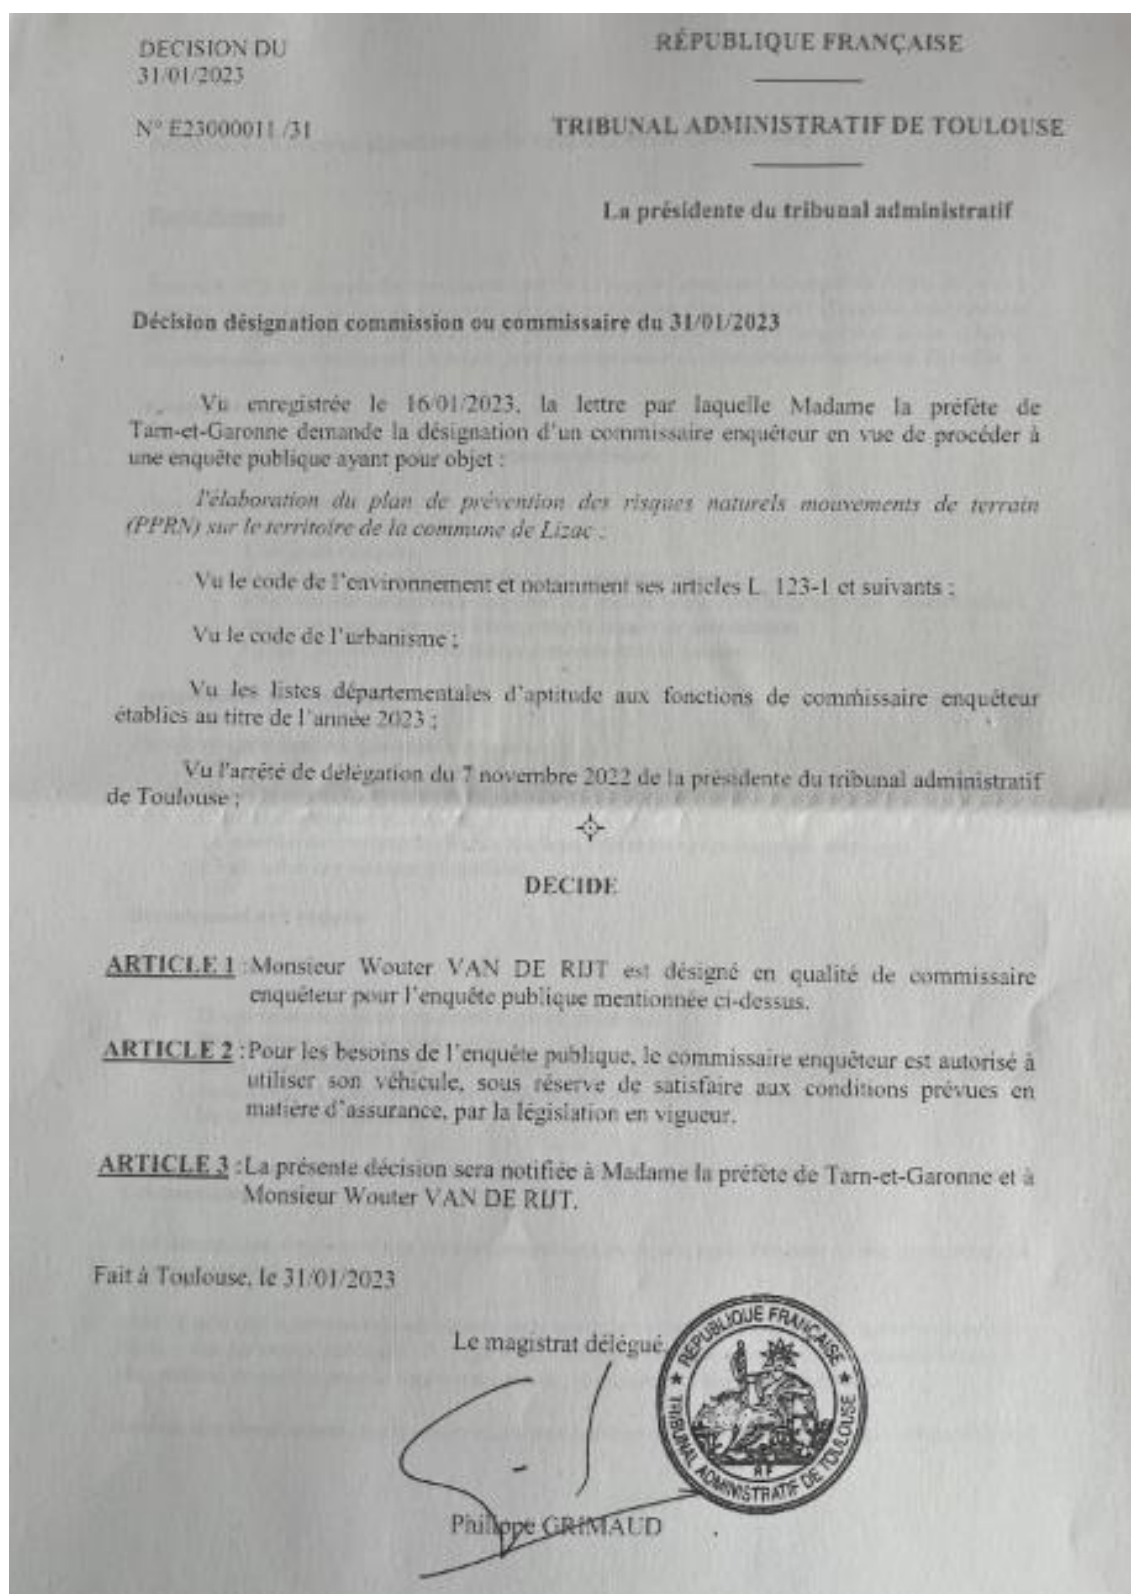 DECISION DU
31/01/2023
RÉPUBLIQUE FRANÇAISE
N° E23000011 /31
TRIBUNAL ADMINISTRATIF DE TOULOUSE
La présidente du tribunal administratif
Décision désignation commission ou commissaire du 31/01/2023
Vu enregistrée le 16/01/2023, la lettre par laquelle Madame la préfète de
Tarn-et-Garonne demande la désignation d'un commissaire enquêteur en vue de procéder à
une enquête publique ayant pour objet :
l'élaboration du plan de prévention des risques naturels mouvements de terrain
(PPRN) sur le territoire de la commune de Lizac ;
Vu le code de l'environnement et notamment ses articles L. 123-1 et suivants ;
Vu le code de l'urbanisme ;
Vu les listes départementales d'aptitude aux fonctions de commissaire enquêteur
établies au titre de l'année 2023 ;
Vu l'arrêté de délégation du 7 novembre 2022 de la présidente du tribunal administratif
de Toulouse ;
DECIDE
ARTICLE 1 : Monsieur Wouter VAN DE RIJT est désigné en qualité de commissaire
enquêteur pour l'enquête publique mentionnée ci-dessus.
ARTICLE 2 : Pour les besoins de l'enquête publique, le commissaire enquêteur est autorisé à
utiliser son véhicule, sous réserve de satisfaire aux conditions prévues en
matière d'assurance, par la législation en vigueur.
ARTICLE 3 : La présente décision sera notifiée à Madame la préfète de Tarn-et-Garonne et à
Monsieur Wouter VAN DE RIJT.
Fait à Toulouse, le 31/01/2023
Le magistrat délégué,
RÉPUBLIQUE FRANÇAISE
TRIBUNAL ADMINISTRATIF DE TOULOUSE
RF
Philippe GRIMAUD